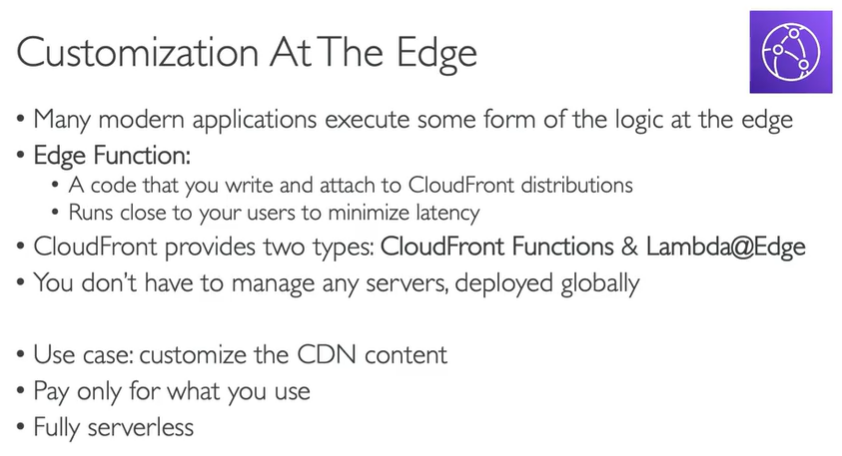 Customization At The Edge
• Many modern applications execute some form of the logic at the edge
• Edge Function:
• A code that you write and attach to CloudFront distributions
• Runs close to your users to minimize latency
• CloudFront provides two types: CloudFront Functions & Lambda@Edge
• You don't have to manage any servers, deployed globally
• Use case: customize the CDN content
• Pay only for what you use
• Fully serverless